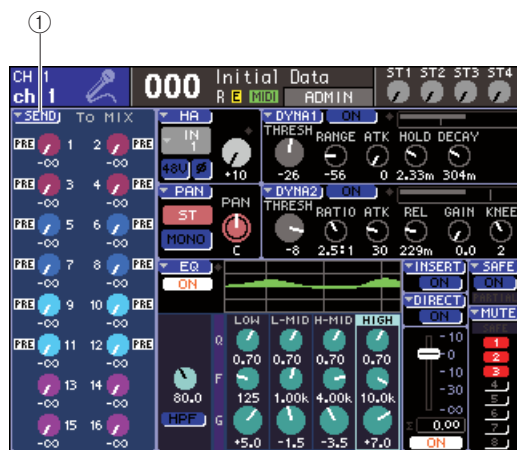 1
CH 1
ch 1
000 Initial Data
R E MIDI ADMIN
ST1 ST2 ST3 ST4
SEND To MIX
PRE 1 2 PRE
-∞ -∞
PRE 3 4 PRE
-∞ -∞
PRE 5 6 PRE
-∞ -∞
PRE 7 8 PRE
-∞ -∞
PRE 9 10 PRE
-∞ -∞
PRE 11 12 PRE
-∞ -∞
13 14
-∞ -∞
15 16
-∞ -∞
HA
IN
1
48V Ø
+10
PAN
ST
MONO
PAN
C
DYNA1 ON
THRESH RANGE ATK HOLD DECAY
-26 -56 0 2.33m 304m
DYNA2 ON
THRESH RATIO ATK REL GAIN KNEE
-8 2.5:1 30 229m 0.0 2
EQ
ON
LOW L-MID H-MID HIGH
Q
0.70 0.70 0.70 0.70
F
80.0 125 1.00k 4.00k 10.0k
HPF G
+5.0 -1.5 -3.5 +7.0
INSERT
ON
DIRECT
ON
-10
-0
-10
-30
-∞
Σ 0.00
ON
SAFE
ON
PARTIAL
MUTE
SAFE
1
2
3
4
5
6
7
8